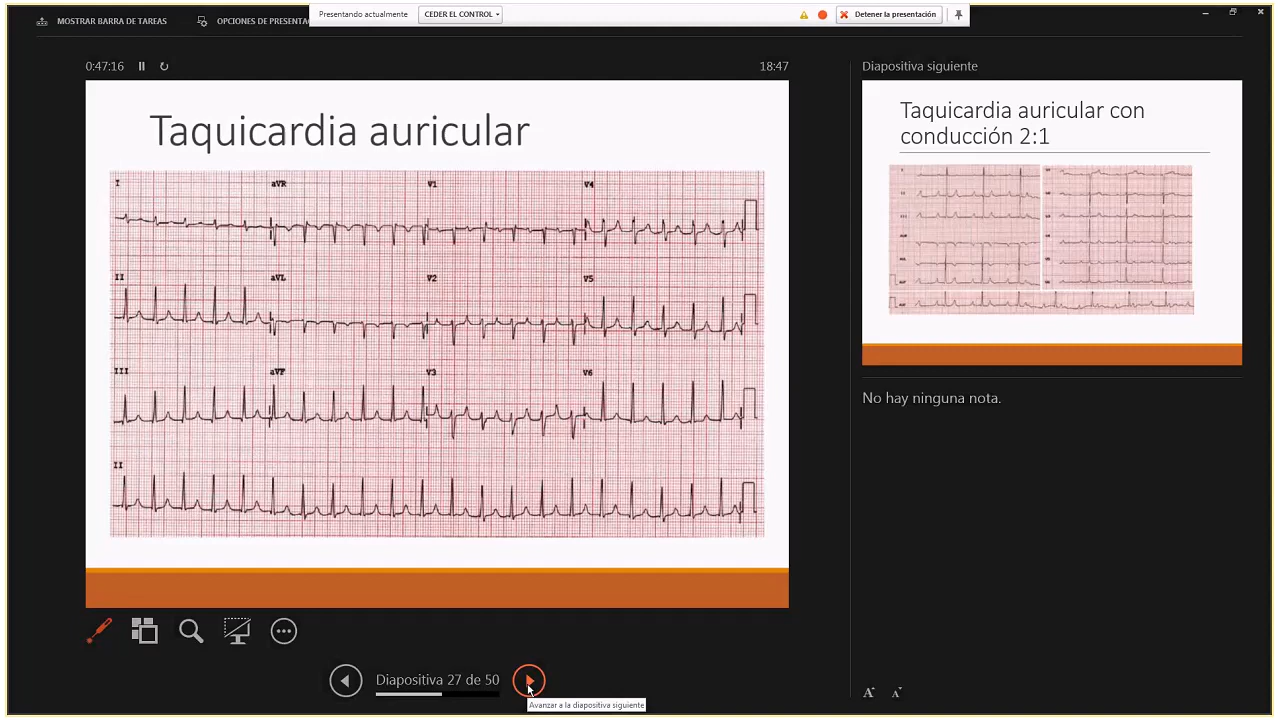 Presentando actualmente CEDER EL CONTROL Detener la presentación
MOSTRAR BARRA DE TAREAS OPCIONES DE PRESENTA
0:47:16 18:47
Diapositiva siguiente
Taquicardia auricular
I aVR V1 V4
II aVL V2 V5
III aVF V3 V6
II
Taquicardia auricular con
conducción 2:1
No hay ninguna nota.
Diapositiva 27 de 50
Avanzar a la diapositiva siguiente
A A